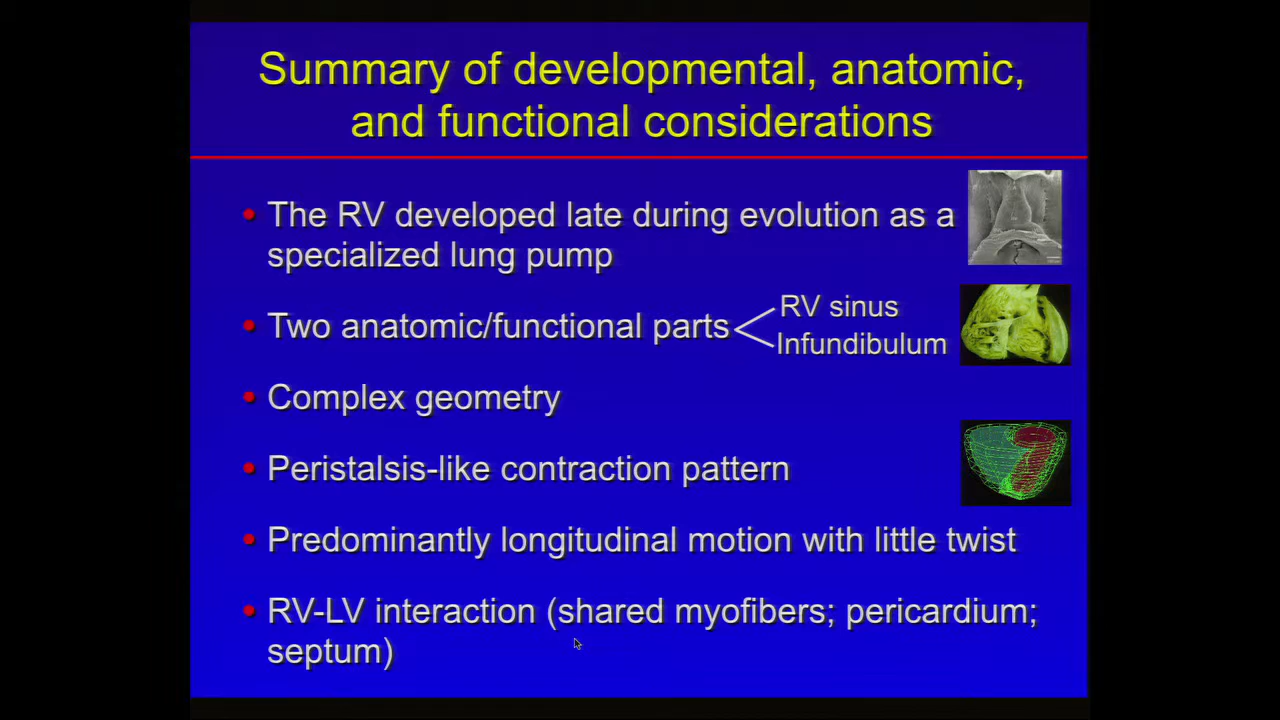 Summary of developmental, anatomic,
and functional considerations
• The RV developed late during evolution as a
specialized lung pump
• Two anatomic/functional parts
RV sinus
Infundibulum
• Complex geometry
• Peristalsis-like contraction pattern
• Predominantly longitudinal motion with little twist
• RV-LV interaction (shared myofibers; pericardium;
septum)